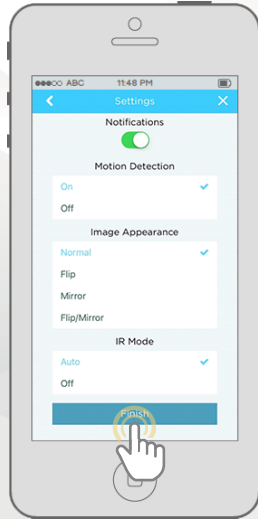 ABC 11:48 PM
Settings
Notifications
Motion Detection
On
Off
Image Appearance
Normal
Flip
Mirror
Flip/Mirror
IR Mode
Auto
Off
Finish